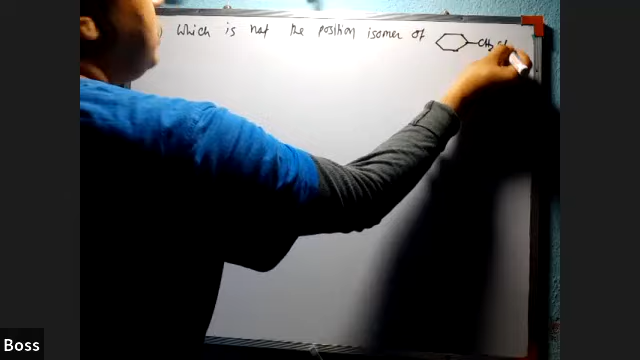 ) Which is not the position isomer of -CH2
Boss